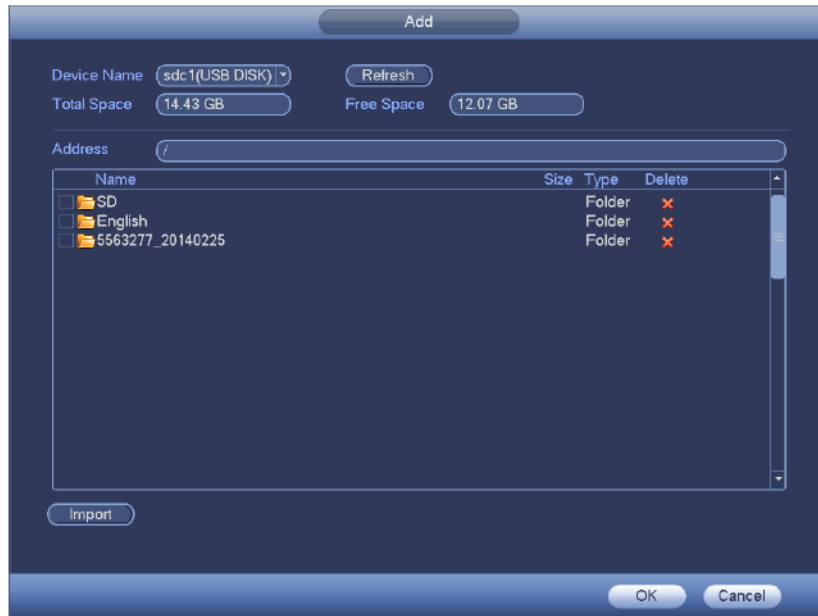 Add
Device Name sdc1(USB DISK) Refresh
Total Space 14.43 GB Free Space 12.07 GB
Address /
Name Size Type Delete
SD Folder
English Folder
5563277_20140225 Folder
Import
OK Cancel